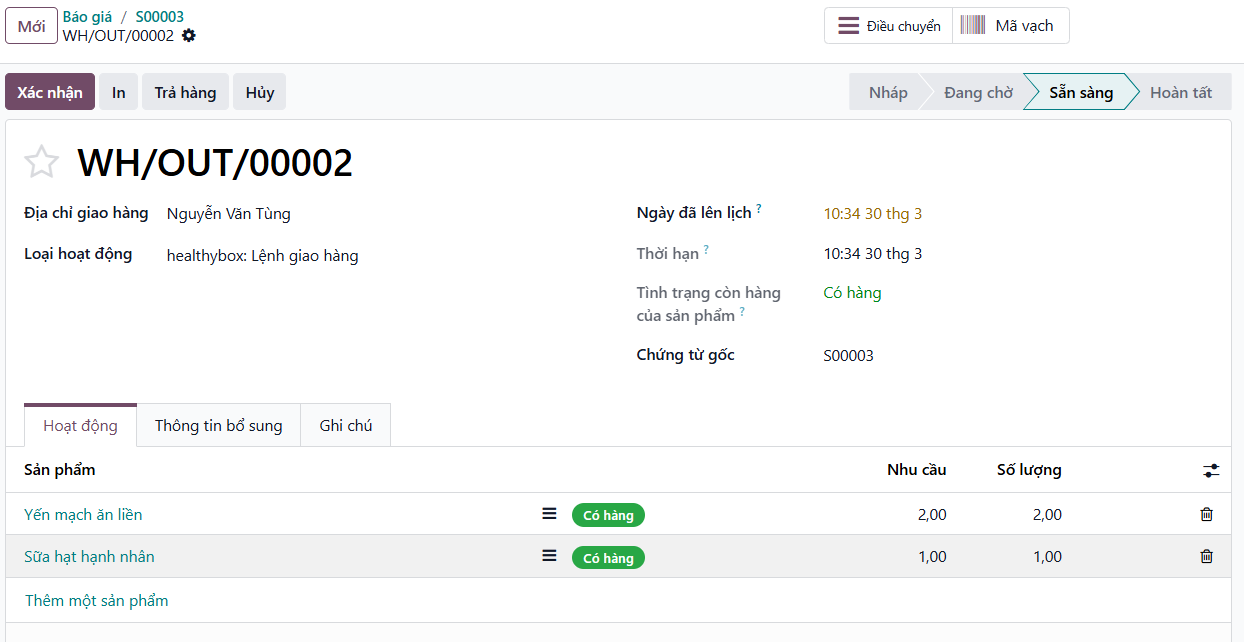 Mới
Báo giá / S00003
WH/OUT/00002
Điều chuyển
Mã vạch
Xác nhận
In
Trả hàng
Hủy
Nháp
Đang chờ
Sẵn sàng
Hoàn tất
WH/OUT/00002
Địa chỉ giao hàng Nguyễn Văn Tùng
Ngày đã lên lịch ? 10:34 30 thg 3
Loại hoạt động healthybox: Lệnh giao hàng
Thời hạn ? 10:34 30 thg 3
Tình trạng còn hàng
của sản phẩm ? Có hàng
Chứng từ gốc S00003
Hoạt động
Thông tin bổ sung
Ghi chú
Sản phẩm Nhu cầu Số lượng
Yến mạch ăn liền Có hàng 2,00 2,00
Sữa hạt hạnh nhân Có hàng 1,00 1,00
Thêm một sản phẩm